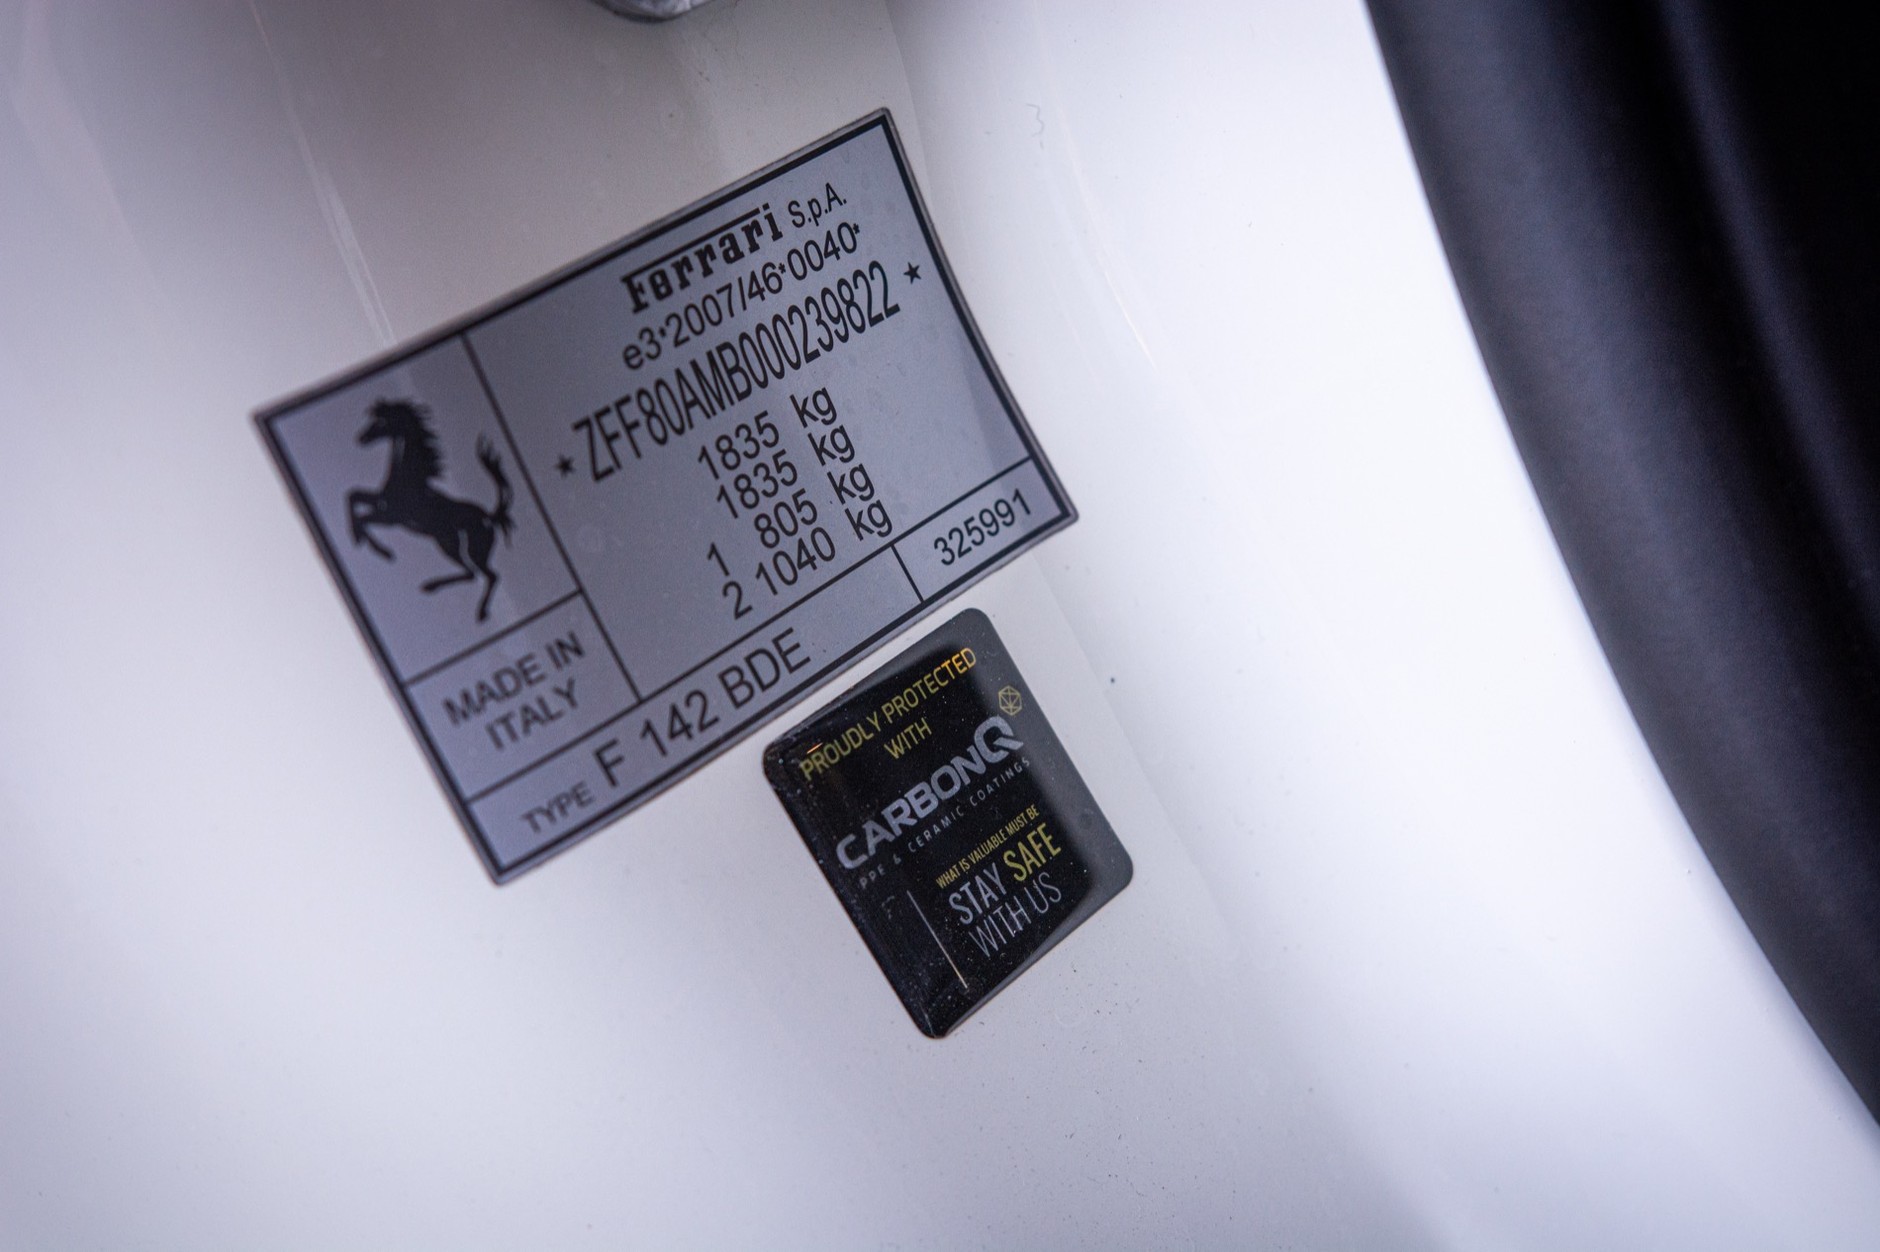 Ferrari S.p.A.
e3*2007/46*0040*
★ ZFF80AMB000239822 ★
1835 kg
1835 kg
1 805 kg
2 1040 kg
MADE IN
ITALY
TYPE F 142 BDE
325991
PROUDLY PROTECTED
WITH
CARBONQ
PPF & CERAMIC COATINGS
WHAT IS VALUABLE MUST BE
STAY SAFE
WITH US